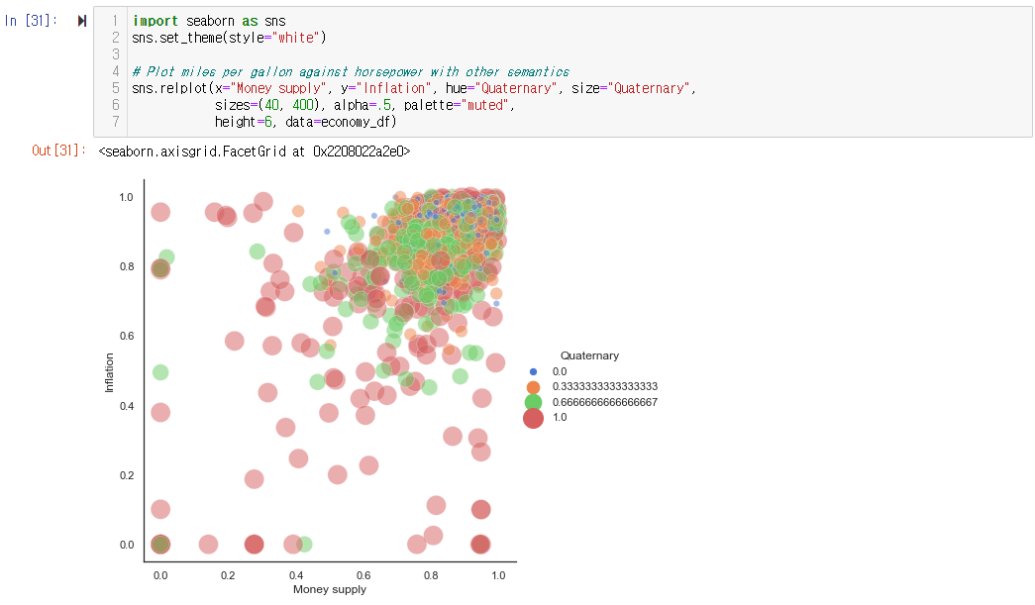 In [31]:
1 import seaborn as sns
2 sns.set_theme(style="white")
3
4 # Plot miles per gallon against horsepower with other semantics
5 sns.relplot(x="Money supply", y="Inflation", hue="Quaternary", size="Quaternary",
6 sizes=(40, 400), alpha=.5, palette="muted",
7 height=6, data=economy_df)
Out[31]: <seaborn.axisgrid.FacetGrid at 0x2208022a2e0>
1.0
0.8
0.6
0.4
0.2
0.0
Inflation
0.0 0.2 0.4 0.6 0.8 1.0
Money supply
Quaternary
0.0
0.3333333333333333
0.6666666666666667
1.0